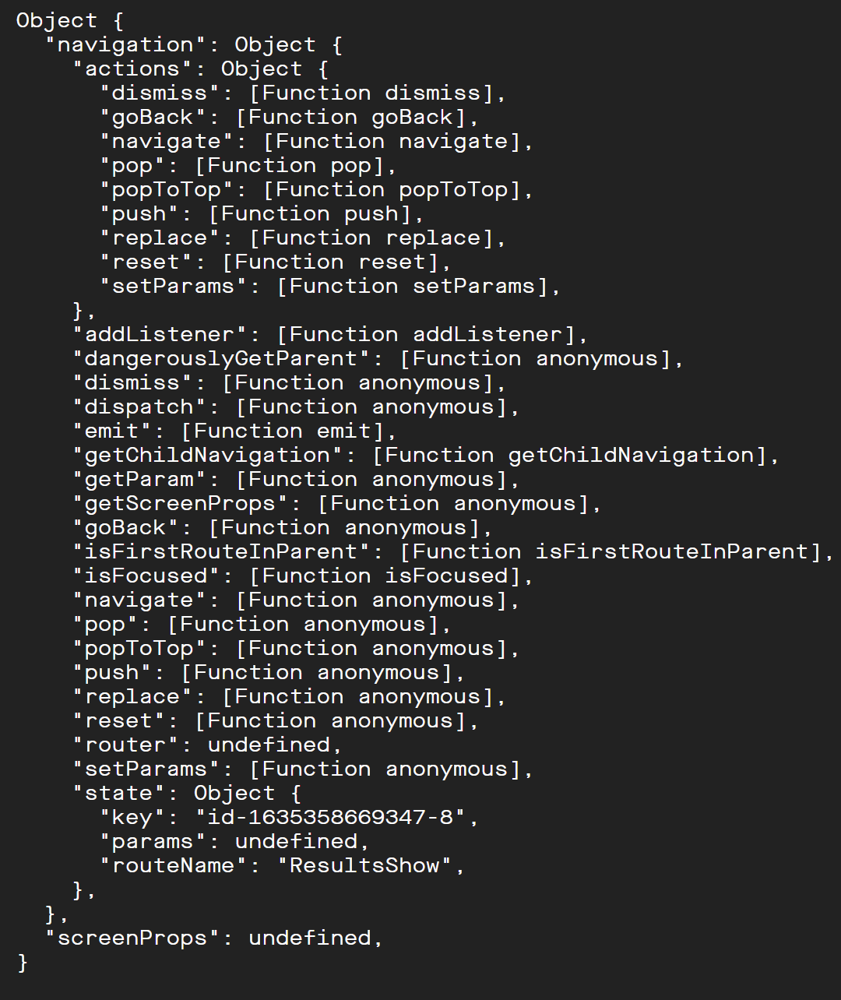 Object {
  "navigation": Object {
    "actions": Object {
      "dismiss": [Function dismiss],
      "goBack": [Function goBack],
      "navigate": [Function navigate],
      "pop": [Function pop],
      "popToTop": [Function popToTop],
      "push": [Function push],
      "replace": [Function replace],
      "reset": [Function reset],
      "setParams": [Function setParams],
    },
    "addListener": [Function addListener],
    "dangerouslyGetParent": [Function anonymous],
    "dismiss": [Function anonymous],
    "dispatch": [Function anonymous],
    "emit": [Function emit],
    "getChildNavigation": [Function getChildNavigation],
    "getParam": [Function anonymous],
    "getScreenProps": [Function anonymous],
    "goBack": [Function anonymous],
    "isFirstRouteInParent": [Function isFirstRouteInParent],
    "isFocused": [Function isFocused],
    "navigate": [Function anonymous],
    "pop": [Function anonymous],
    "popToTop": [Function anonymous],
    "push": [Function anonymous],
    "replace": [Function anonymous],
    "reset": [Function anonymous],
    "router": undefined,
    "setParams": [Function anonymous],
    "state": Object {
      "key": "id-1635358669347-8",
      "params": undefined,
      "routeName": "ResultsShow",
    },
  },
  "screenProps": undefined,
}